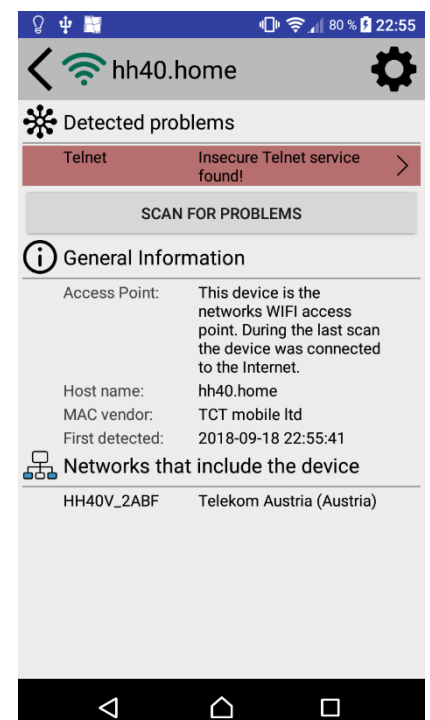 80 % 22:55
hh40.home
Detected problems
Telnet Insecure Telnet service
found!
SCAN FOR PROBLEMS
General Information
Access Point: This device is the
networks WIFI access
point. During the last scan
the device was connected
to the Internet.
Host name: hh40.home
MAC vendor: TCT mobile ltd
First detected: 2018-09-18 22:55:41
Networks that include the device
HH40V_2ABF Telekom Austria (Austria)